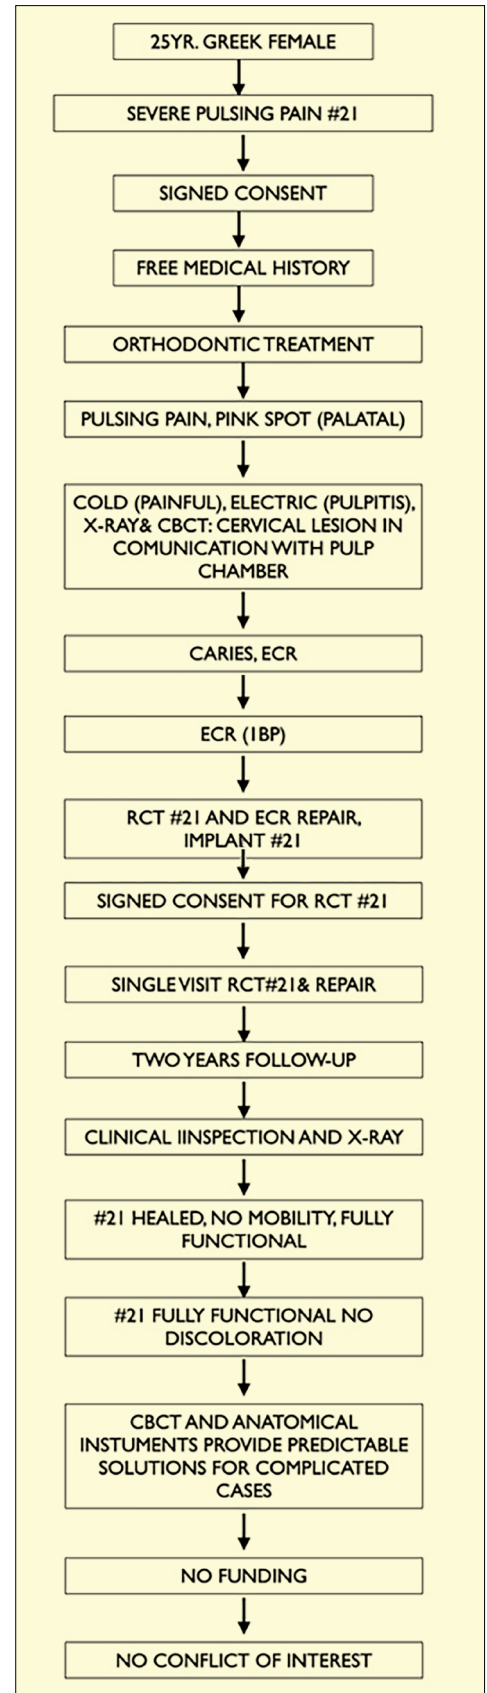 25YR. GREEK FEMALE
SEVERE PULSING PAIN #21
SIGNED CONSENT
FREE MEDICAL HISTORY
ORTHODONTIC TREATMENT
PULSING PAIN, PINK SPOT (PALATAL)
COLD (PAINFUL), ELECTRIC (PULPITIS),
X-RAY& CBCT: CERVICAL LESION IN
COMUNICATION WITH PULP
CHAMBER
CARIES, ECR
ECR (1BP)
RCT #21 AND ECR REPAIR,
IMPLANT #21
SIGNED CONSENT FOR RCT #21
SINGLE VISIT RCT#21& REPAIR
TWO YEARS FOLLOW-UP
CLINICAL IINSPECTION AND X-RAY
#21 HEALED, NO MOBILITY, FULLY
FUNCTIONAL
#21 FULLY FUNCTIONAL NO
DISCOLORATION
CBCT AND ANATOMICAL
INSTUMENTS PROVIDE PREDICTABLE
SOLUTIONS FOR COMPLICATED
CASES
NO FUNDING
NO CONFLICT OF INTEREST